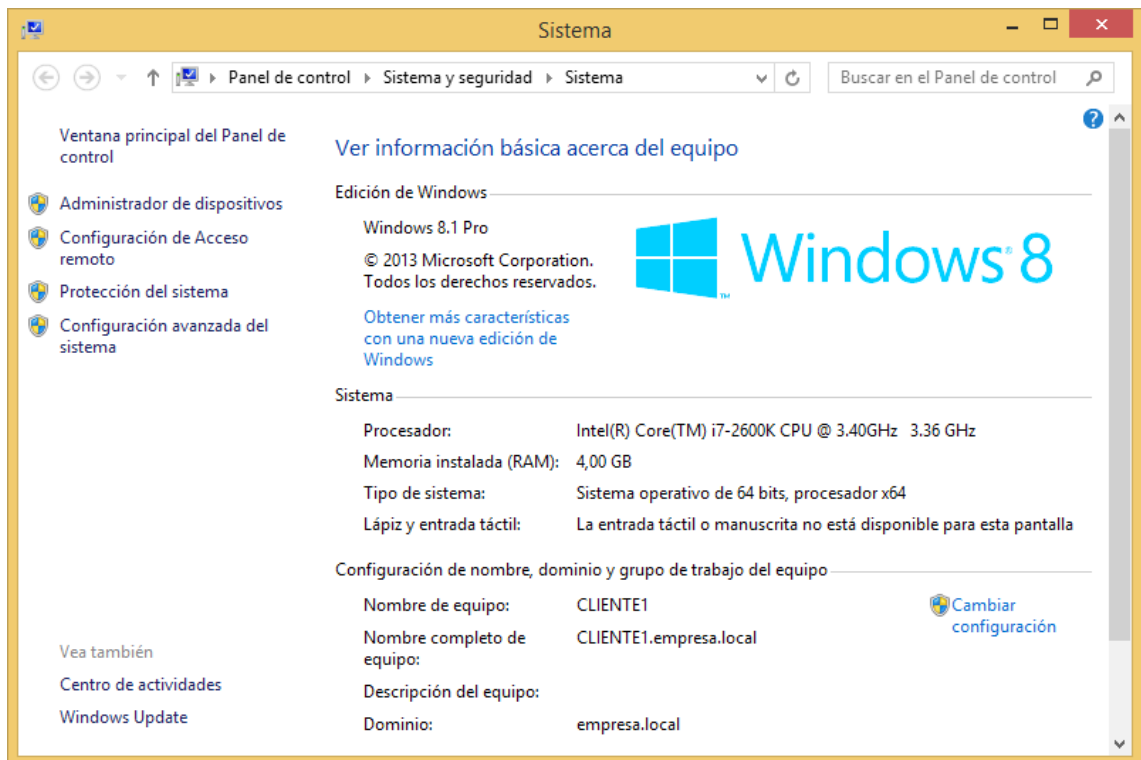 Sistema
Panel de control Sistema y seguridad Sistema
Buscar en el Panel de control
Ventana principal del Panel de
control
Administrador de dispositivos
Configuración de Acceso
remoto
Protección del sistema
Configuración avanzada del
sistema
Vea también
Centro de actividades
Windows Update
?
Ver información básica acerca del equipo
Edición de Windows
Windows 8.1 Pro
© 2013 Microsoft Corporation.
Todos los derechos reservados.
Obtener más características
con una nueva edición de
Windows
Windows® 8
TM
Sistema
Procesador: Intel(R) Core(TM) i7-2600K CPU @ 3.40GHz 3.36 GHz
Memoria instalada (RAM): 4,00 GB
Tipo de sistema: Sistema operativo de 64 bits, procesador x64
Lápiz y entrada táctil: La entrada táctil o manuscrita no está disponible para esta pantalla
Configuración de nombre, dominio y grupo de trabajo del equipo
Nombre de equipo: CLIENTE1
Cambiar
configuración
Nombre completo de CLIENTE1.empresa.local
equipo:
Descripción del equipo:
Dominio: empresa.local